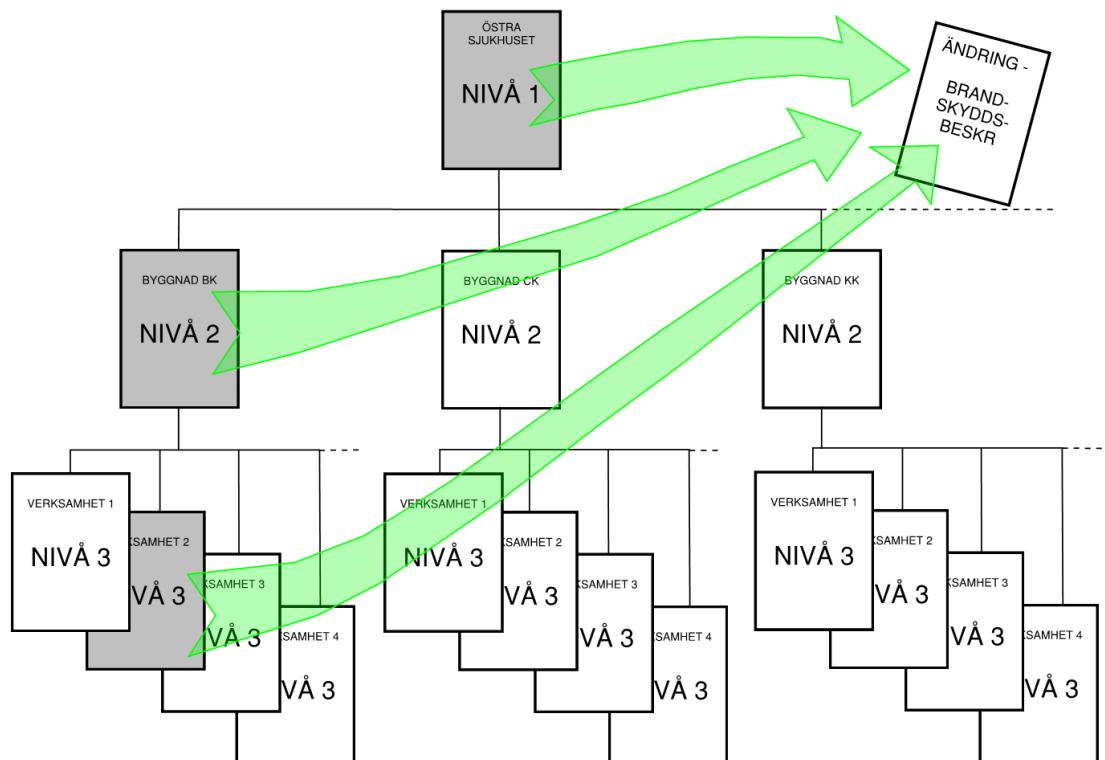 ÖSTRA
SJUKHUSET
NIVÅ 1
ÄNDRING -
BRAND-
SKYDDS-
BESKR
BYGGNAD BK
NIVÅ 2
BYGGNAD CK
NIVÅ 2
BYGGNAD KK
NIVÅ 2
VERKSAMHET 1
NIVÅ 3
KSAMHET 2
VÅ 3
KSAMHET 3
VÅ 3
KSAMHET 4
VÅ 3
VERKSAMHET 1
NIVÅ 3
KSAMHET 2
VÅ 3
KSAMHET 3
VÅ 3
KSAMHET 4
VÅ 3
VERKSAMHET 1
NIVÅ 3
KSAMHET 2
VÅ 3
KSAMHET 3
VÅ 3
KSAMHET 4
VÅ 3